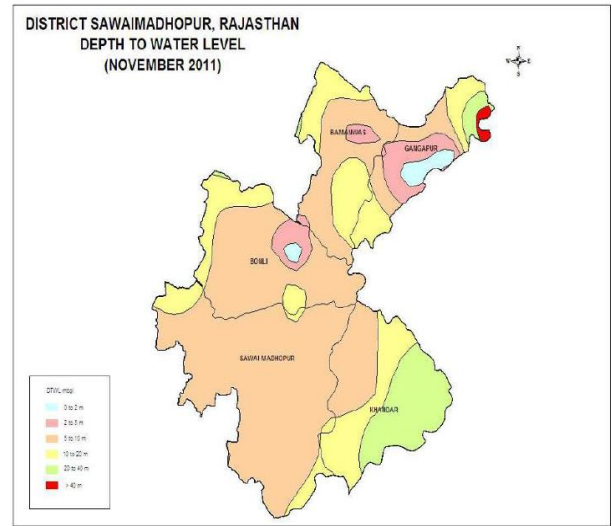 DISTRICT SAWAIMADHOPUR, RAJASTHAN
DEPTH TO WATER LEVEL
(NOVEMBER 2011)
N
W E
S
BAMANWAS
GANGAPUR
BONLI
SAWAI MADHOPUR
KHANDAR
0 to 2 m
2 to 5 m
5 to 10 m
10 to 20 m
20 to 40 m
> 40 m